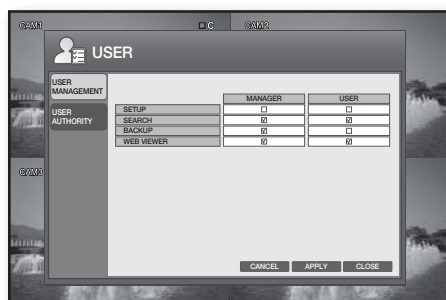 CAM1
C
CAM2
USER
USER
MANAGEMENT
USER
AUTHORITY
MANAGER USER
SETUP
SEARCH
BACKUP
WEB VIEWER
CAM3
CANCEL APPLY CLOSE